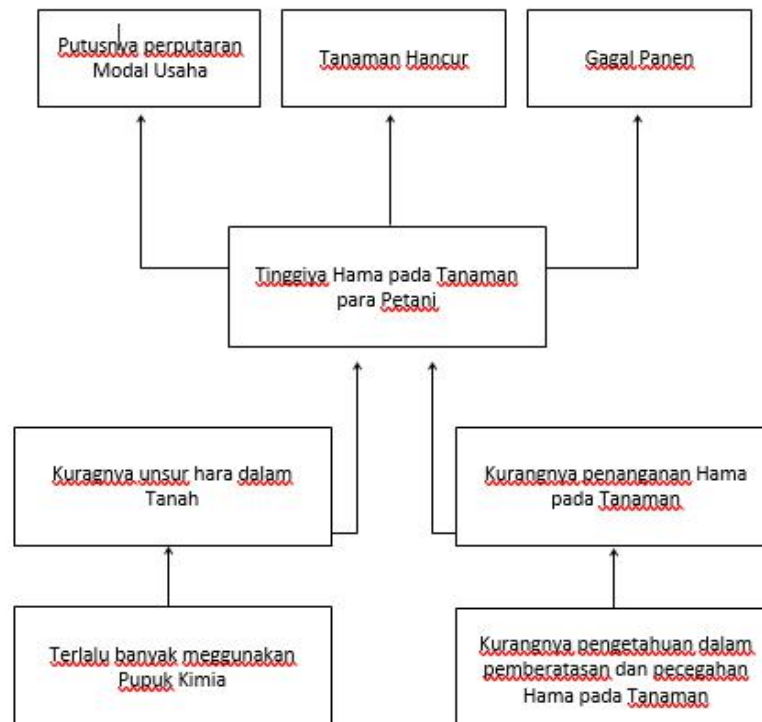 Putusnya perputaran
Modal Usaha
Tanaman Hancur
Gagal Panen
Tinggiya Hama pada Tanaman
para Petani
Kuragnya unsur hara dalam
Tanah
Kurangnya penanganan Hama
pada Tanaman
Terlalu banyak meggunakan
Pupuk Kimia
Kurangnya pengetahuan dalam
pemberatasan dan pecegahan
Hama pada Tanaman